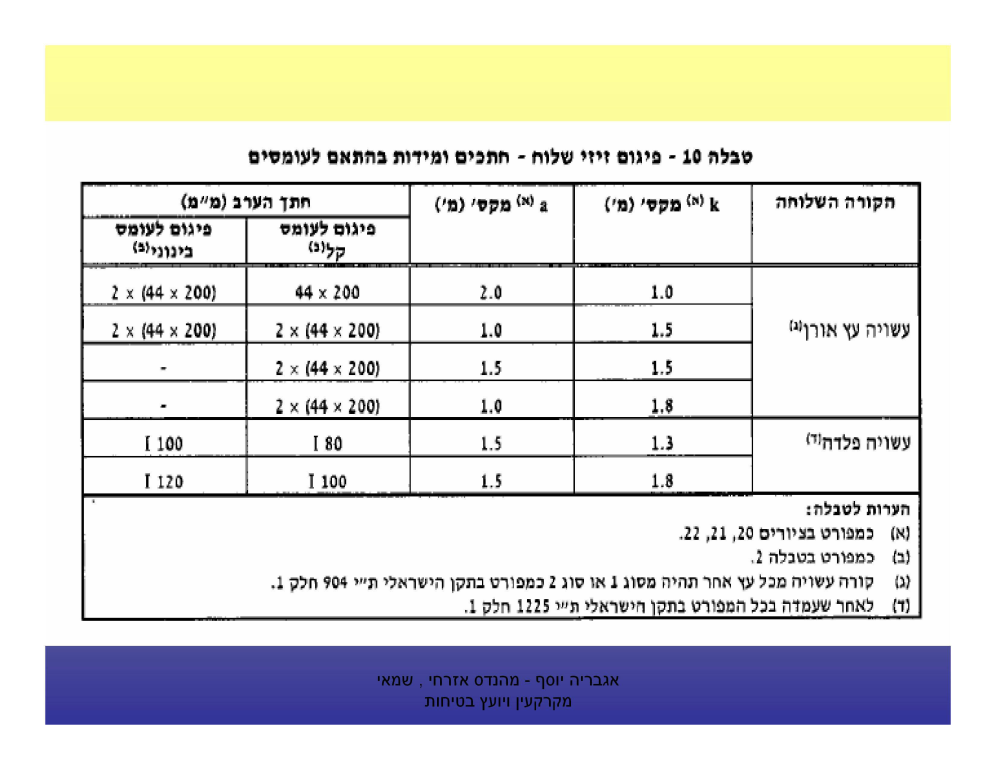 טבלה 10 - פיגום זיזי שלוח - חתכים ומידות בהתאם לעומסים
הקורה השלוחה k (א) מקס׳ (מ׳) a (א) מקס׳ (מ׳) חתך הערב (מ״מ)
פיגום לעומס קל(ב) פיגום לעומס בינוני(ב)
עשויה עץ אורן(ג) 1.0 2.0 44 x 200 2 x (44 x 200)
1.5 1.0 2 x (44 x 200) 2 x (44 x 200)
1.5 1.5 2 x (44 x 200) -
1.8 1.0 2 x (44 x 200) -
עשויה פלדה(ד) 1.3 1.5 I 80 I 100
1.8 1.5 I 100 I 120
הערות לטבלה:
(א) כמפורט בציורים 20, 21, 22.
(ב) כמפורט בטבלה 2.
(ג) קורה עשויה מכל עץ אחר תהיה מסוג 1 או סוג 2 כמפורט בתקן הישראלי ת״י 904 חלק 1.
(ד) לאחר שעמדה בכל המפורט בתקן הישראלי ת״י 1225 חלק 1.
אגבריה יוסף - מהנדס אזרחי , שמאי
מקרקעין ויועץ בטיחות